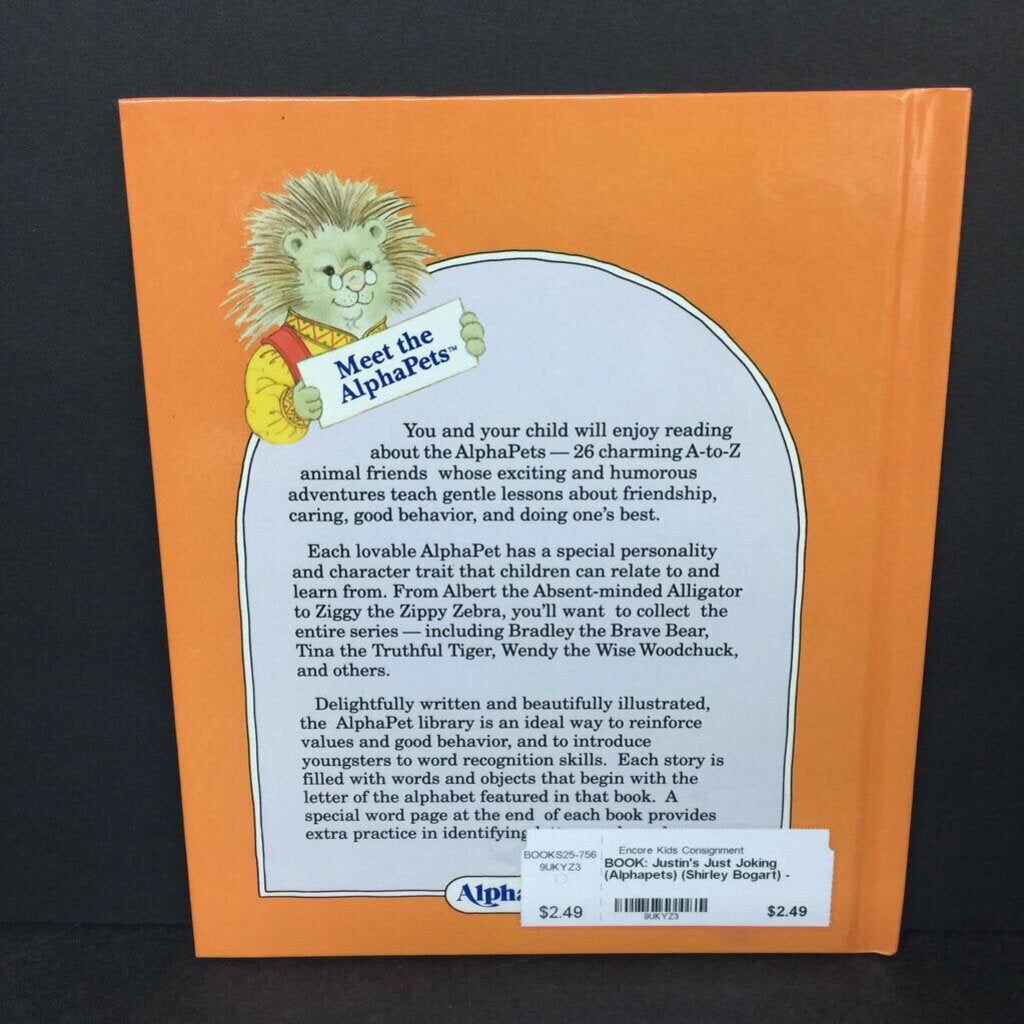 Meet the
AlphaPets™
You and your child will enjoy reading
about the AlphaPets — 26 charming A-to-Z
animal friends whose exciting and humorous
adventures teach gentle lessons about friendship,
caring, good behavior, and doing one's best.
Each lovable AlphaPet has a special personality
and character trait that children can relate to and
learn from. From Albert the Absent-minded Alligator
to Ziggy the Zippy Zebra, you'll want to collect the
entire series — including Bradley the Brave Bear,
Tina the Truthful Tiger, Wendy the Wise Woodchuck,
and others.
Delightfully written and beautifully illustrated,
the AlphaPet library is an ideal way to reinforce
values and good behavior, and to introduce
youngsters to word recognition skills. Each story is
filled with words and objects that begin with the
letter of the alphabet featured in that book. A
special word page at the end of each book provides
extra practice in identifying
Alpha
BOOKS25-756
9UKYZ3
$2.49
Encore Kids Consignment
BOOK: Justin's Just Joking
(Alphapets) (Shirley Bogart) -
9UKYZ3
$2.49